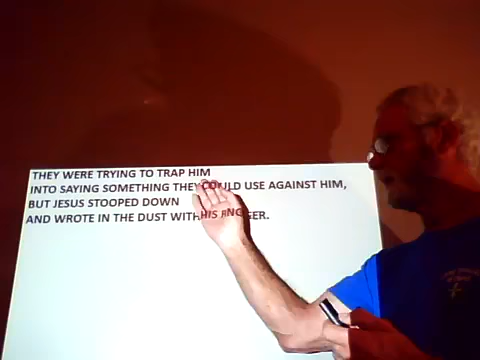 THEY WERE TRYING TO TRAP HIM
INTO SAYING SOMETHING THEY COULD USE AGAINST HIM,
BUT JESUS STOOPED DOWN
AND WROTE IN THE DUST WITH HIS FINGER.